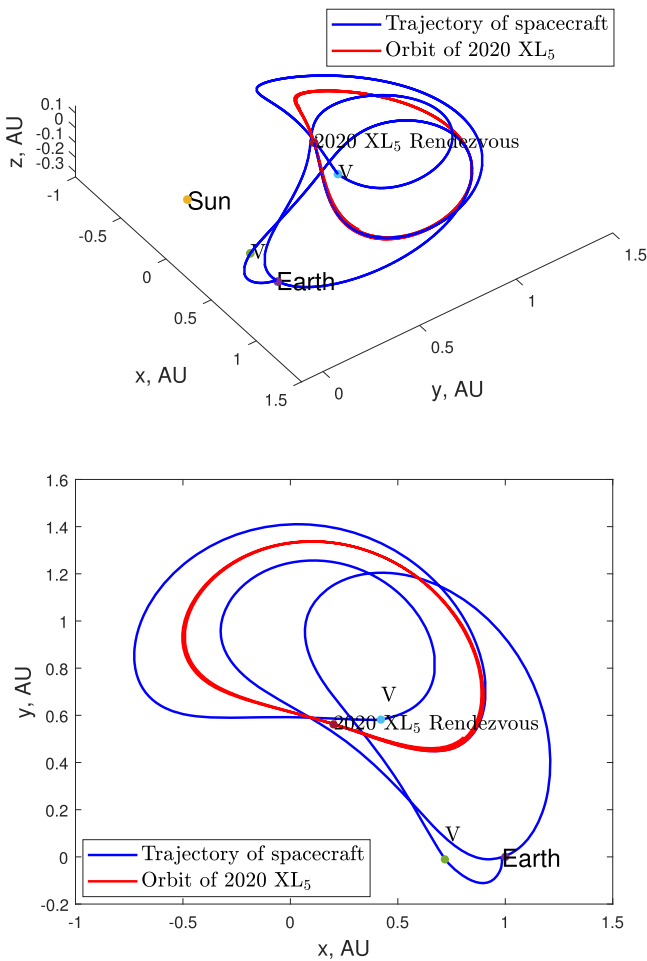 Trajectory of spacecraft
Orbit of 2020 XL₅
0.1
0
-0.1
-0.2
-0.3
z, AU
-1
-0.5
0
0.5
1
1.5
x, AU
0
0.5
1
1.5
y, AU
2020 XL₅ Rendezvous
V
Sun
V
Earth
1.6
1.4
1.2
1
0.8
0.6
0.4
0.2
0
-0.2
y, AU
V
2020 XL₅ Rendezvous
V
Earth
Trajectory of spacecraft
Orbit of 2020 XL₅
-1
-0.5
0
0.5
1
1.5
x, AU